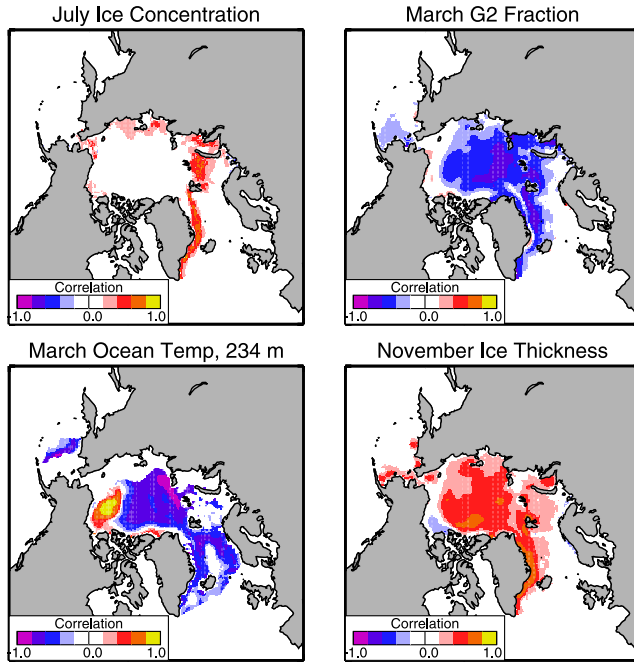 July Ice Concentration
March G2 Fraction
Correlation
-1.0 0.0 1.0
Correlation
-1.0 0.0 1.0
March Ocean Temp, 234 m
November Ice Thickness
Correlation
-1.0 0.0 1.0
Correlation
-1.0 0.0 1.0